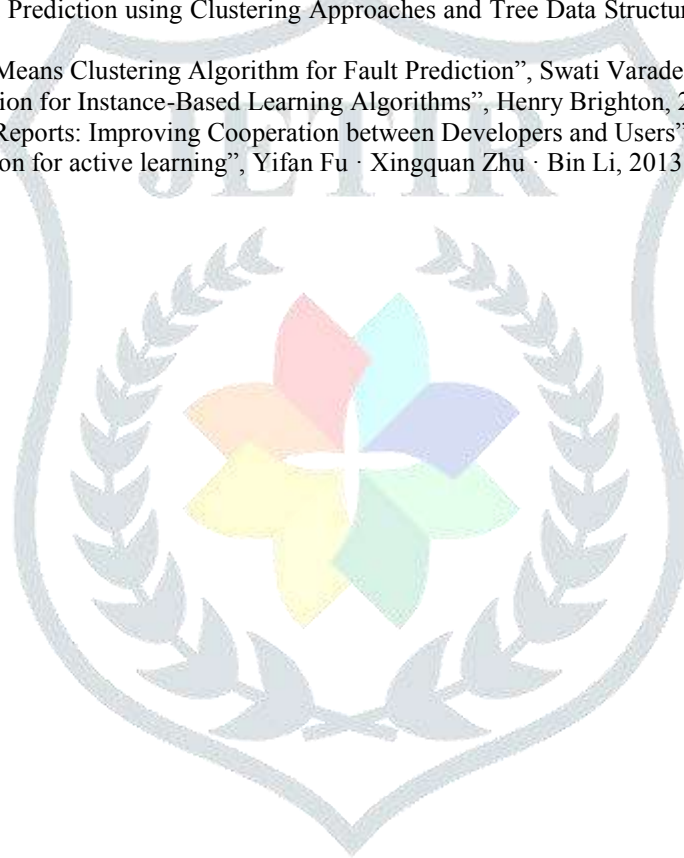 Prediction using Clustering Approaches and Tree Data Structur
Means Clustering Algorithm for Fault Prediction”, Swati Varade
ion for Instance-Based Learning Algorithms”, Henry Brighton, 2
Reports: Improving Cooperation between Developers and Users”
on for active learning”, Yifan Fu · Xingquan Zhu · Bin Li, 2013
JETIR